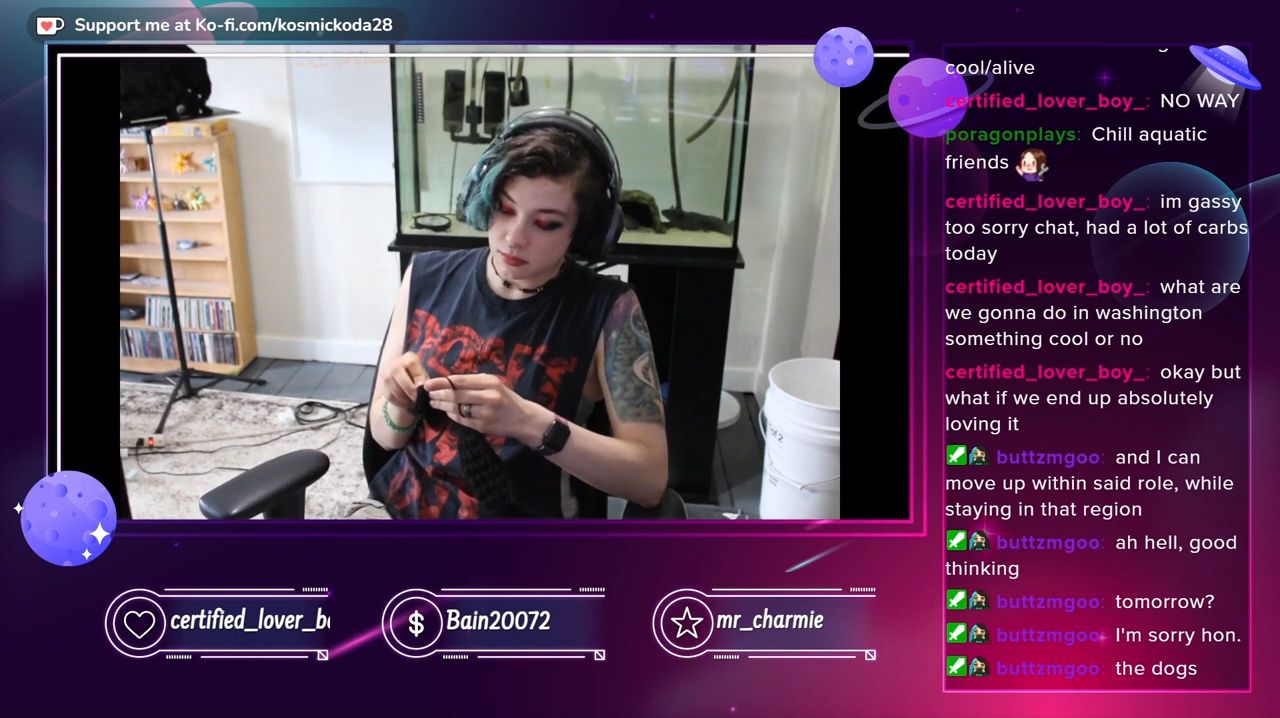 Support me at Ko-fi.com/kosmickoda28
cool/alive
certified_lover_boy_: NO WAY
poragonplays: Chill aquatic
friends
certified_lover_boy_: im gassy
too sorry chat, had a lot of carbs
today
certified_lover_boy_: what are
we gonna do in washington
something cool or no
certified_lover_boy_: okay but
what if we end up absolutely
loving it
buttzmgoo: and I can
move up within said role, while
staying in that region
buttzmgoo: ah hell, good
thinking
buttzmgoo: tomorrow?
buttzmgoo: I'm sorry hon.
buttzmgoo: the dogs
certified_lover_bo
Bain20072
mr_charmie